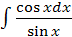 ∫ cos x dx / sin x